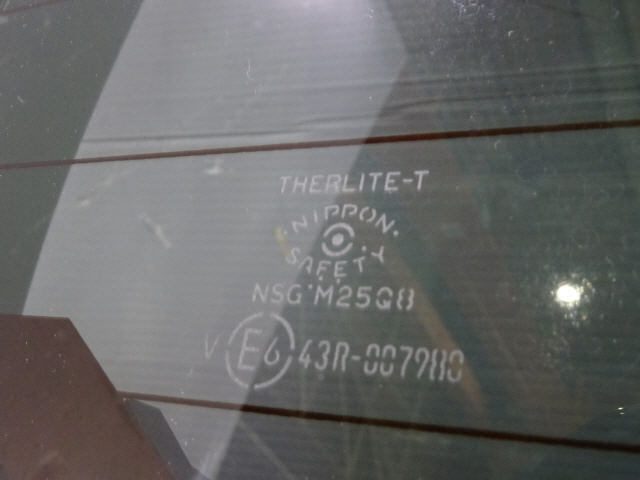 THERLITE-T
NIPPON
SAFETY
NSG M25Q8
V E6 43R-007980